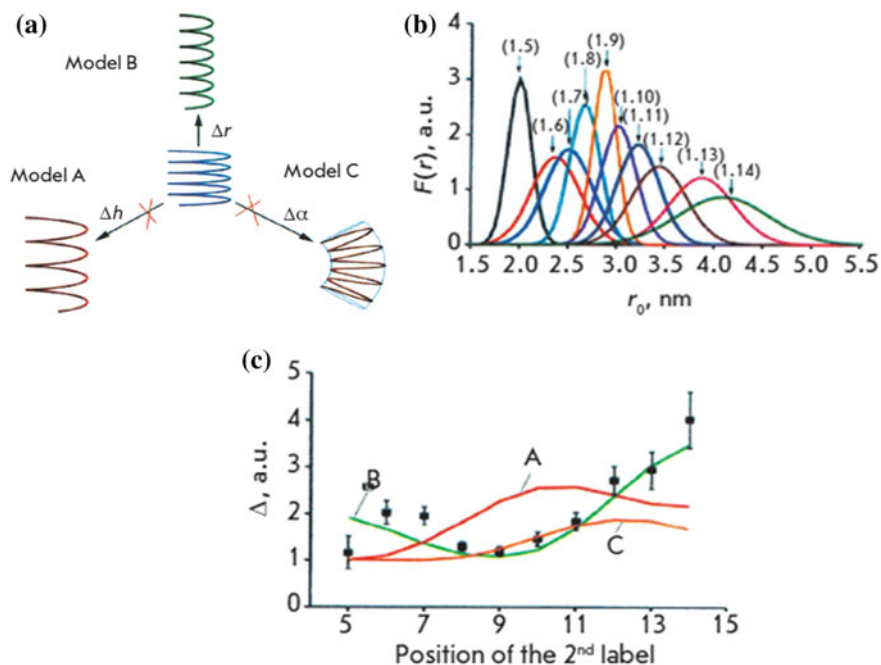 (a)
Model B
Δr
Model A
Model C
Δh
Δα
(b)
F(r), a.u.
4
3
2
1
0
(1.5)
(1.6)
(1.7)
(1.8)
(1.9)
(1.10)
(1.11)
(1.12)
(1.13)
(1.14)
1.5 2.0 2.5 3.0 3.5 4.0 4.5 5.0 5.5
r₀, nm
(c)
Δ, a.u.
5
4
3
2
1
0
B
A
C
5 7 9 11 13 15
Position of the 2ⁿᵈ label